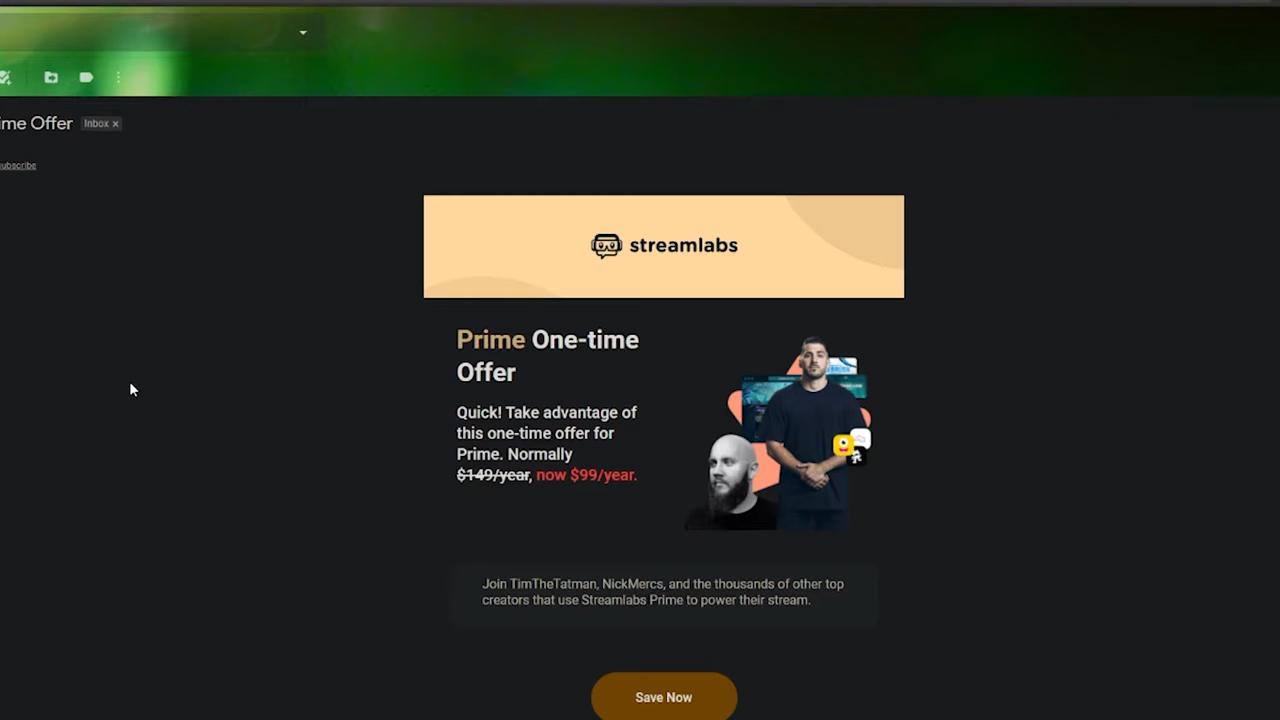 ime Offer
Inbox ×
ubscribe
streamlabs
Prime One-time
Offer
Quick! Take advantage of
this one-time offer for
Prime. Normally
$149/year, now $99/year.
Join TimTheTatman, NickMercs, and the thousands of other top
creators that use Streamlabs Prime to power their stream.
Save Now